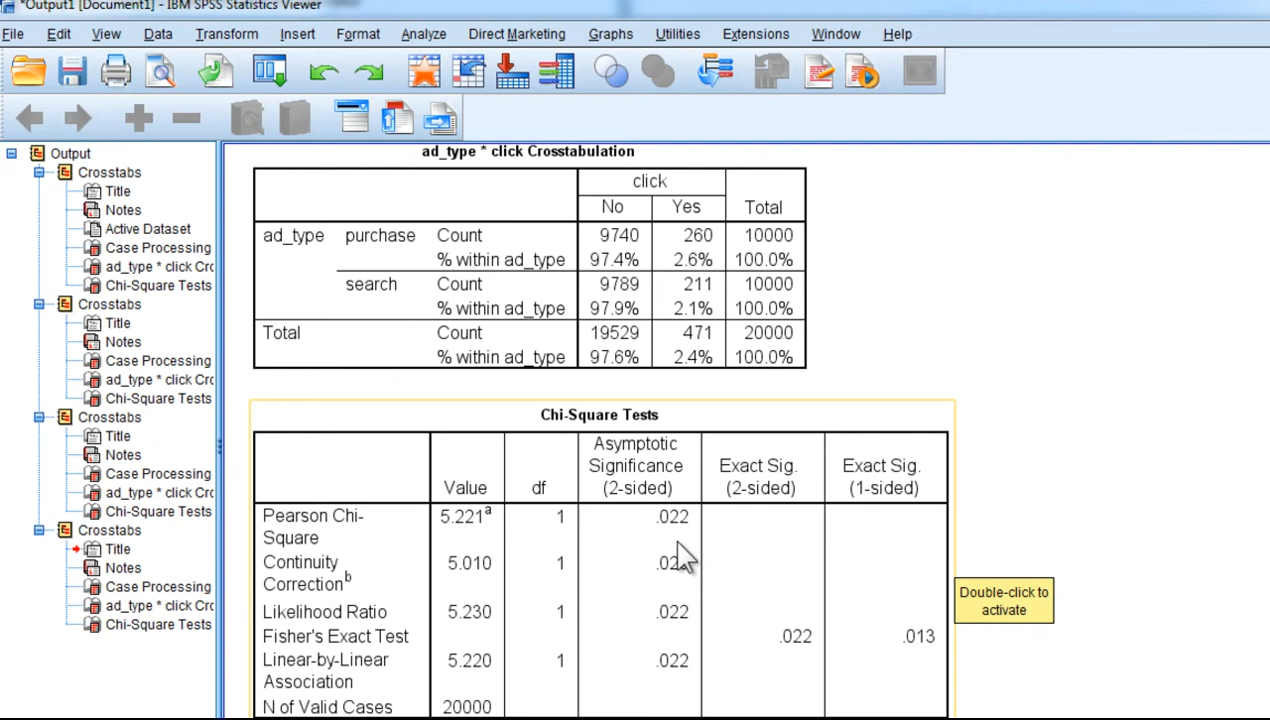 *Output1 [Document1] - IBM SPSS Statistics Viewer
File Edit View Data Transform Insert Format Analyze Direct Marketing Graphs Utilities Extensions Window Help
Output
Crosstabs
Title
Notes
Active Dataset
Case Processing
ad_type * click Crc
Chi-Square Tests
Crosstabs
Title
Notes
Case Processing
ad_type * click Crc
Chi-Square Tests
Crosstabs
Title
Notes
Case Processing
ad_type * click Crc
Chi-Square Tests
Crosstabs
Title
Notes
Case Processing
ad_type * click Crc
Chi-Square Tests
ad_type * click Crosstabulation
click
No Yes Total
ad_type purchase Count 9740 260 10000
% within ad_type 97.4% 2.6% 100.0%
search Count 9789 211 10000
% within ad_type 97.9% 2.1% 100.0%
Total Count 19529 471 20000
% within ad_type 97.6% 2.4% 100.0%
Chi-Square Tests
Value df Asymptotic Significance (2-sided) Exact Sig. (2-sided) Exact Sig. (1-sided)
Pearson Chi-Square 5.221a 1 .022
Continuity Correctionb 5.010 1
Likelihood Ratio 5.230 1 .022
Fisher's Exact Test .022 .013
Linear-by-Linear Association 5.220 1 .022
N of Valid Cases 20000
Double-click to
activate